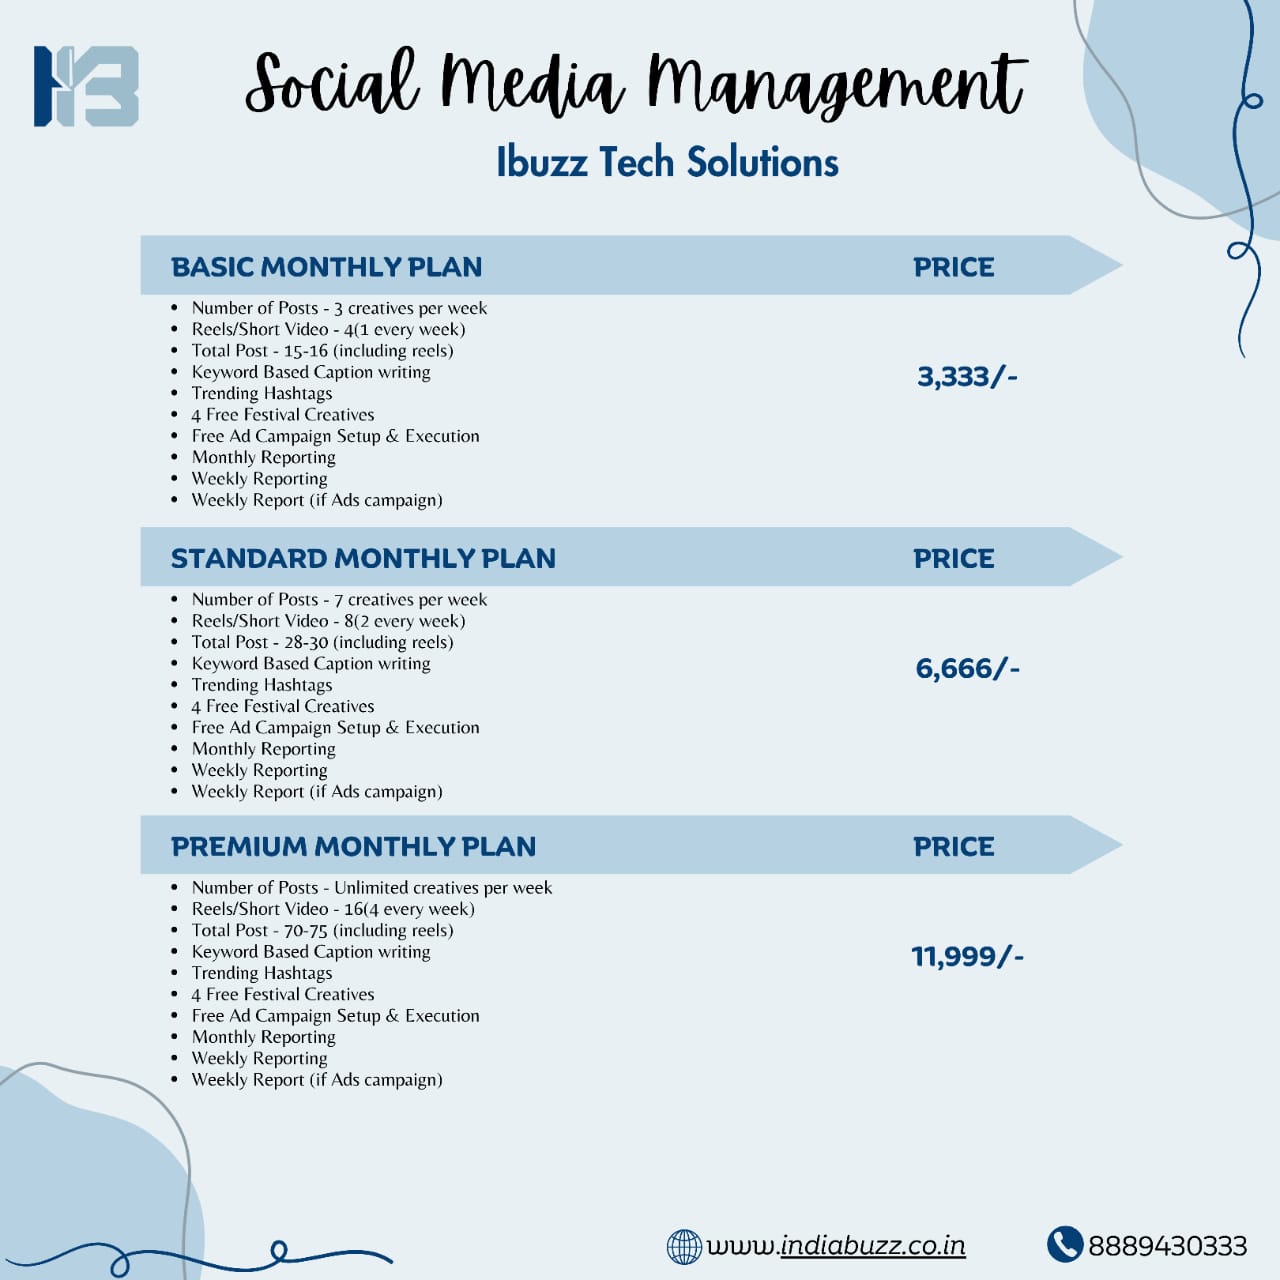 Social Media Management
Ibuzz Tech Solutions
BASIC MONTHLY PLAN PRICE
• Number of Posts - 3 creatives per week
• Reels/Short Video - 4(1 every week)
• Total Post - 15-16 (including reels)
• Keyword Based Caption writing
• Trending Hashtags
• 4 Free Festival Creatives
• Free Ad Campaign Setup & Execution
• Monthly Reporting
• Weekly Reporting
• Weekly Report (if Ads campaign)
3,333/-
STANDARD MONTHLY PLAN PRICE
• Number of Posts - 7 creatives per week
• Reels/Short Video - 8(2 every week)
• Total Post - 28-30 (including reels)
• Keyword Based Caption writing
• Trending Hashtags
• 4 Free Festival Creatives
• Free Ad Campaign Setup & Execution
• Monthly Reporting
• Weekly Reporting
• Weekly Report (if Ads campaign)
6,666/-
PREMIUM MONTHLY PLAN PRICE
• Number of Posts - Unlimited creatives per week
• Reels/Short Video - 16(4 every week)
• Total Post - 70-75 (including reels)
• Keyword Based Caption writing
• Trending Hashtags
• 4 Free Festival Creatives
• Free Ad Campaign Setup & Execution
• Monthly Reporting
• Weekly Reporting
• Weekly Report (if Ads campaign)
11,999/-
www.indiabuzz.co.in 8889430333